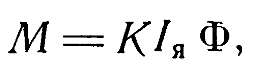 M = KIя Φ,